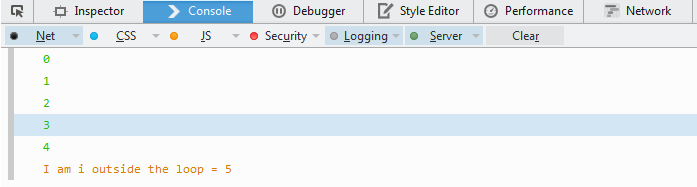 Inspector Console Debugger Style Editor Performance Network
Net CSS JS Security Logging Server Clear
0
1
2
3
4
I am i outside the loop = 5